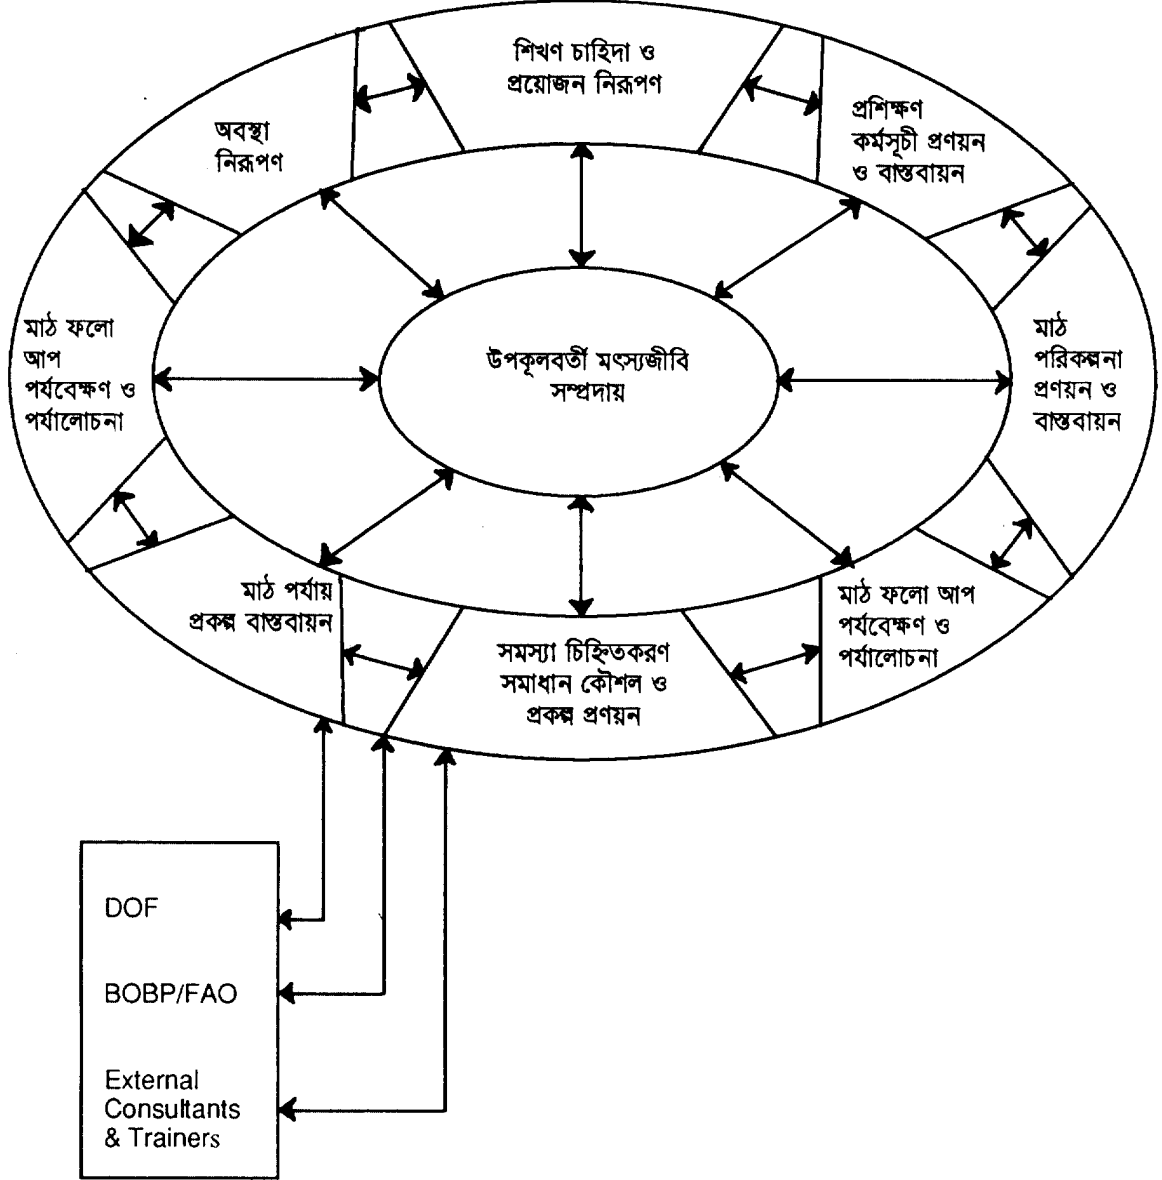 শিখণ চাহিদা ও
প্রয়োজন নিরূপণ
প্রশিক্ষণ
কর্মসূচী প্রণয়ন
ও বাস্তবায়ন
মাঠ
পরিকল্পনা
প্রণয়ন ও
বাস্তবায়ন
মাঠ ফলো আপ
পর্যবেক্ষণ ও
পর্যালোচনা
সমস্যা চিহ্নিতকরণ
সমাধান কৌশল ও
প্রকল্প প্রণয়ন
মাঠ পর্যায়
প্রকল্প বাস্তবায়ন
মাঠ ফলো
আপ
পর্যবেক্ষণ ও
পর্যালোচনা
অবস্থা
নিরূপণ
উপকূলবর্তী মৎস্যজীবি
সম্প্রদায়
DOF
BOBP/FAO
External
Consultants
& Trainers